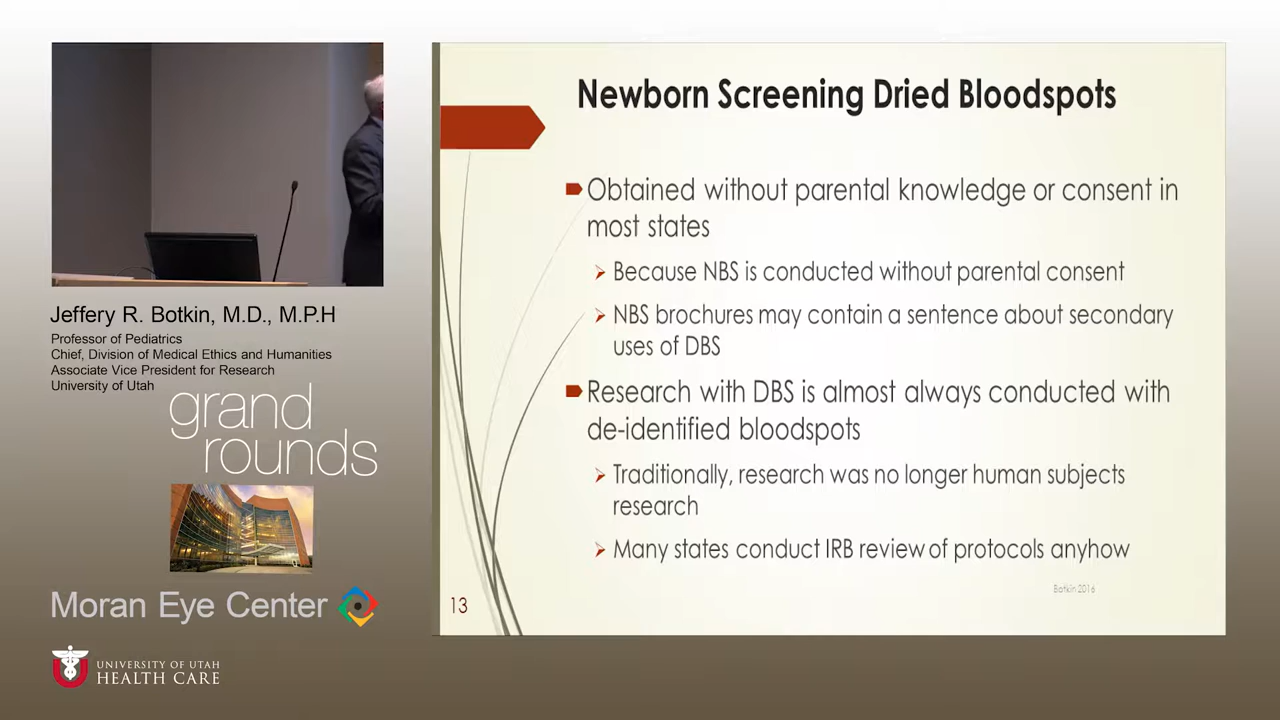 Jeffery R. Botkin, M.D., M.P.H
Professor of Pediatrics
Chief, Division of Medical Ethics and Humanities
Associate Vice President for Research
University of Utah
grand
rounds
Moran Eye Center
UNIVERSITY OF UTAH
HEALTH CARE
Newborn Screening Dried Bloodspots
Obtained without parental knowledge or consent in
most states
Because NBS is conducted without parental consent
NBS brochures may contain a sentence about secondary
uses of DBS
Research with DBS is almost always conducted with
de-identified bloodspots
Traditionally, research was no longer human subjects
research
Many states conduct IRB review of protocols anyhow
Botkin 2016
13